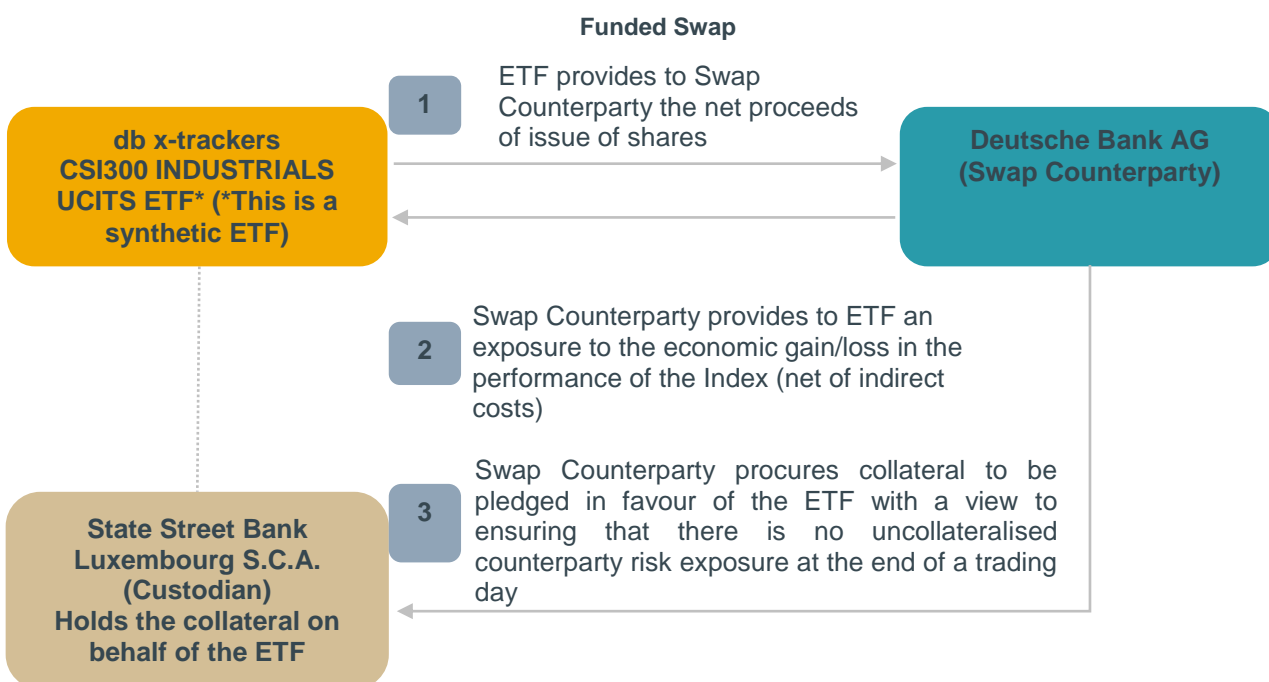 Funded Swap
1
ETF provides to Swap
Counterparty the net proceeds
of issue of shares
db x-trackers
CSI300 INDUSTRIALS
UCITS ETF* (*This is a
synthetic ETF)
Deutsche Bank AG
(Swap Counterparty)
2
Swap Counterparty provides to ETF an
exposure to the economic gain/loss in the
performance of the Index (net of indirect
costs)
3
Swap Counterparty procures collateral to be
pledged in favour of the ETF with a view to
ensuring that there is no uncollateralised
counterparty risk exposure at the end of a trading
day
State Street Bank
Luxembourg S.C.A.
(Custodian)
Holds the collateral on
behalf of the ETF